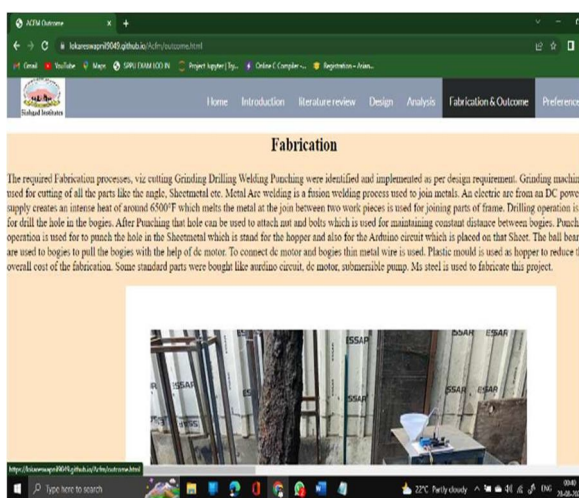 ACFM Outcome
lokareswapnil9049.github.io/Acfm/outcome.html
Gmail YouTube Maps SPPU EXAM LOG IN Project Jupyter | Try... Online C Compiler -... Registration - Asian...
Sinhgad Institutes
Home Introduction literature review Design Analysis Fabrication & Outcome Preference
Fabrication
The required Fabrication processes, viz cutting Grinding Drilling Welding Punching were identified and implemented as per design requirement. Grinding machin
used for cutting of all the parts like the angle, Sheetmetal etc. Metal Arc welding is a fusion welding process used to join metals. An electric arc from an DC powe
supply creates an intense heat of around 6500°F which melts the metal at the join between two work pieces is used for joining parts of frame. Drilling operation is
for drill the hole in the bogies. After Punching that hole can be used to attach nut and bolts which is used for maintaining constant distance between bogies. Punch
operation is used for to punch the hole in the Sheetmetal which is stand for the hopper and also for the Arduino circuit which is placed on that Sheet. The ball bear
are used to bogies to pull the bogies with the help of dc motor. To connect dc motor and bogies thin metal wire is used. Plastic mould is used as hopper to reduce t
overall cost of the fabrication. Some standard parts were bought like aurdino circuit, dc motor, submersible pump. Ms steel is used to fabricate this project.
ESSAR ESSAR
ESSAR
ESSAR ESSAR ESSAR
https://lokareswapnil9049.github.io/Acfm/outcome.html
Type here to search 22°C Partly cloudy ENG 00:40